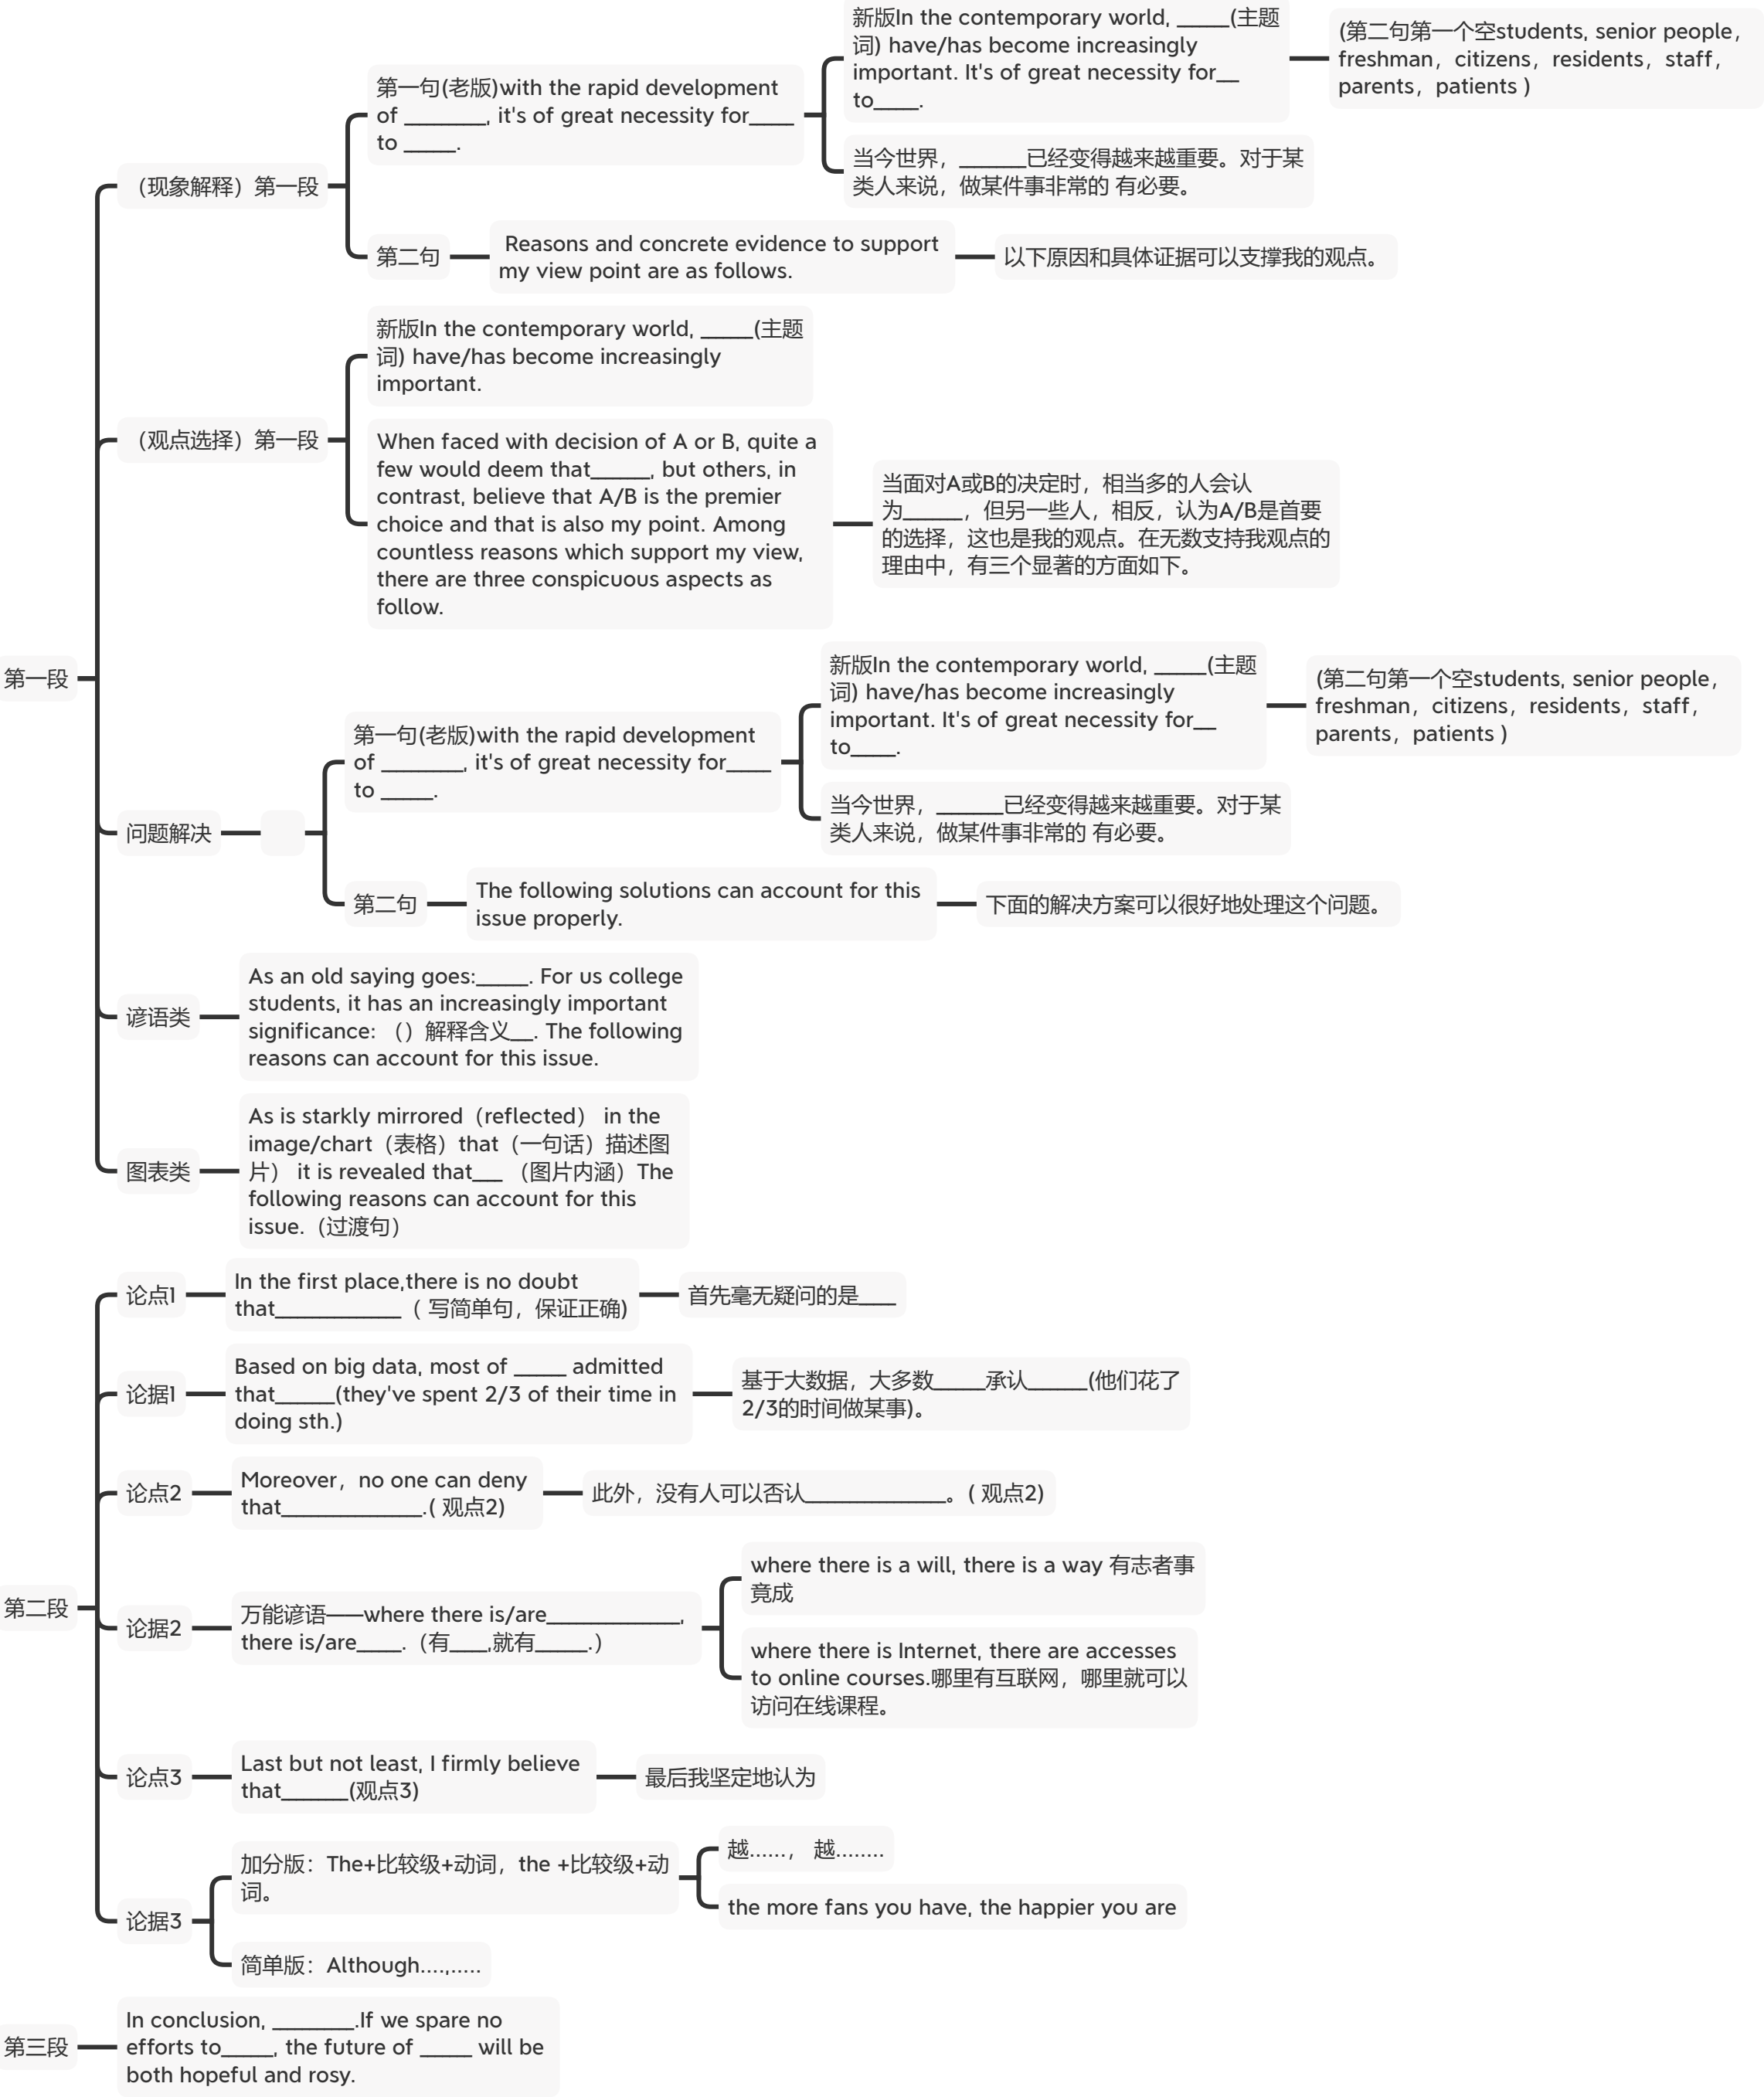 第一段
（现象解释）第一段
第一句(老版)with the rapid development
of ________, it's of great necessity for____
to _____.
新版In the contemporary world, _____(主题
词) have/has become increasingly
important. It's of great necessity for__
to____.
(第二句第一个空students, senior people，
freshman，citizens，residents，staff，
parents，patients )
当今世界，______已经变得越来越重要。对于某
类人来说，做某件事非常的 有必要。
第二句
Reasons and concrete evidence to support
my view point are as follows.
以下原因和具体证据可以支撑我的观点。
（观点选择）第一段
新版In the contemporary world, _____(主题
词) have/has become increasingly
important.
When faced with decision of A or B, quite a
few would deem that______, but others, in
contrast, believe that A/B is the premier
choice and that is also my point. Among
countless reasons which support my view,
there are three conspicuous aspects as
follow.
当面对A或B的决定时，相当多的人会认
为______，但另一些人，相反，认为A/B是首要
的选择，这也是我的观点。在无数支持我观点的
理由中，有三个显著的方面如下。
问题解决
第一句(老版)with the rapid development
of ________, it's of great necessity for____
to _____.
新版In the contemporary world, _____(主题
词) have/has become increasingly
important. It's of great necessity for__
to____.
(第二句第一个空students, senior people，
freshman，citizens，residents，staff，
parents，patients )
当今世界，______已经变得越来越重要。对于某
类人来说，做某件事非常的 有必要。
第二句
The following solutions can account for this
issue properly.
下面的解决方案可以很好地处理这个问题。
谚语类
As an old saying goes:_____. For us college
students, it has an increasingly important
significance: （）解释含义__. The following
reasons can account for this issue.
图表类
As is starkly mirrored（reflected） in the
image/chart（表格）that（一句话）描述图
片） it is revealed that___ （图片内涵）The
following reasons can account for this
issue.（过渡句）
第二段
论点1
In the first place,there is no doubt
that____________（ 写简单句，保证正确)
首先毫无疑问的是____
论据1
Based on big data, most of _____ admitted
that______(they've spent 2/3 of their time in
doing sth.)
基于大数据，大多数_____承认______(他们花了
2/3的时间做某事)。
论点2
Moreover，no one can deny
that______________.( 观点2)
此外，没有人可以否认______________。( 观点2)
论据2
万能谚语——where there is/are_____________,
there is/are____.（有____,就有_____.）
where there is a will, there is a way 有志者事
竟成
where there is Internet, there are accesses
to online courses.哪里有互联网，哪里就可以
访问在线课程。
论点3
Last but not least, I firmly believe
that______(观点3)
最后我坚定地认为
论据3
加分版：The+比较级+动词，the +比较级+动
词。
越......， 越........
the more fans you have, the happier you are
简单版：Although....,.....
第三段
In conclusion, ________.If we spare no
efforts to_____, the future of _____ will be
both hopeful and rosy.